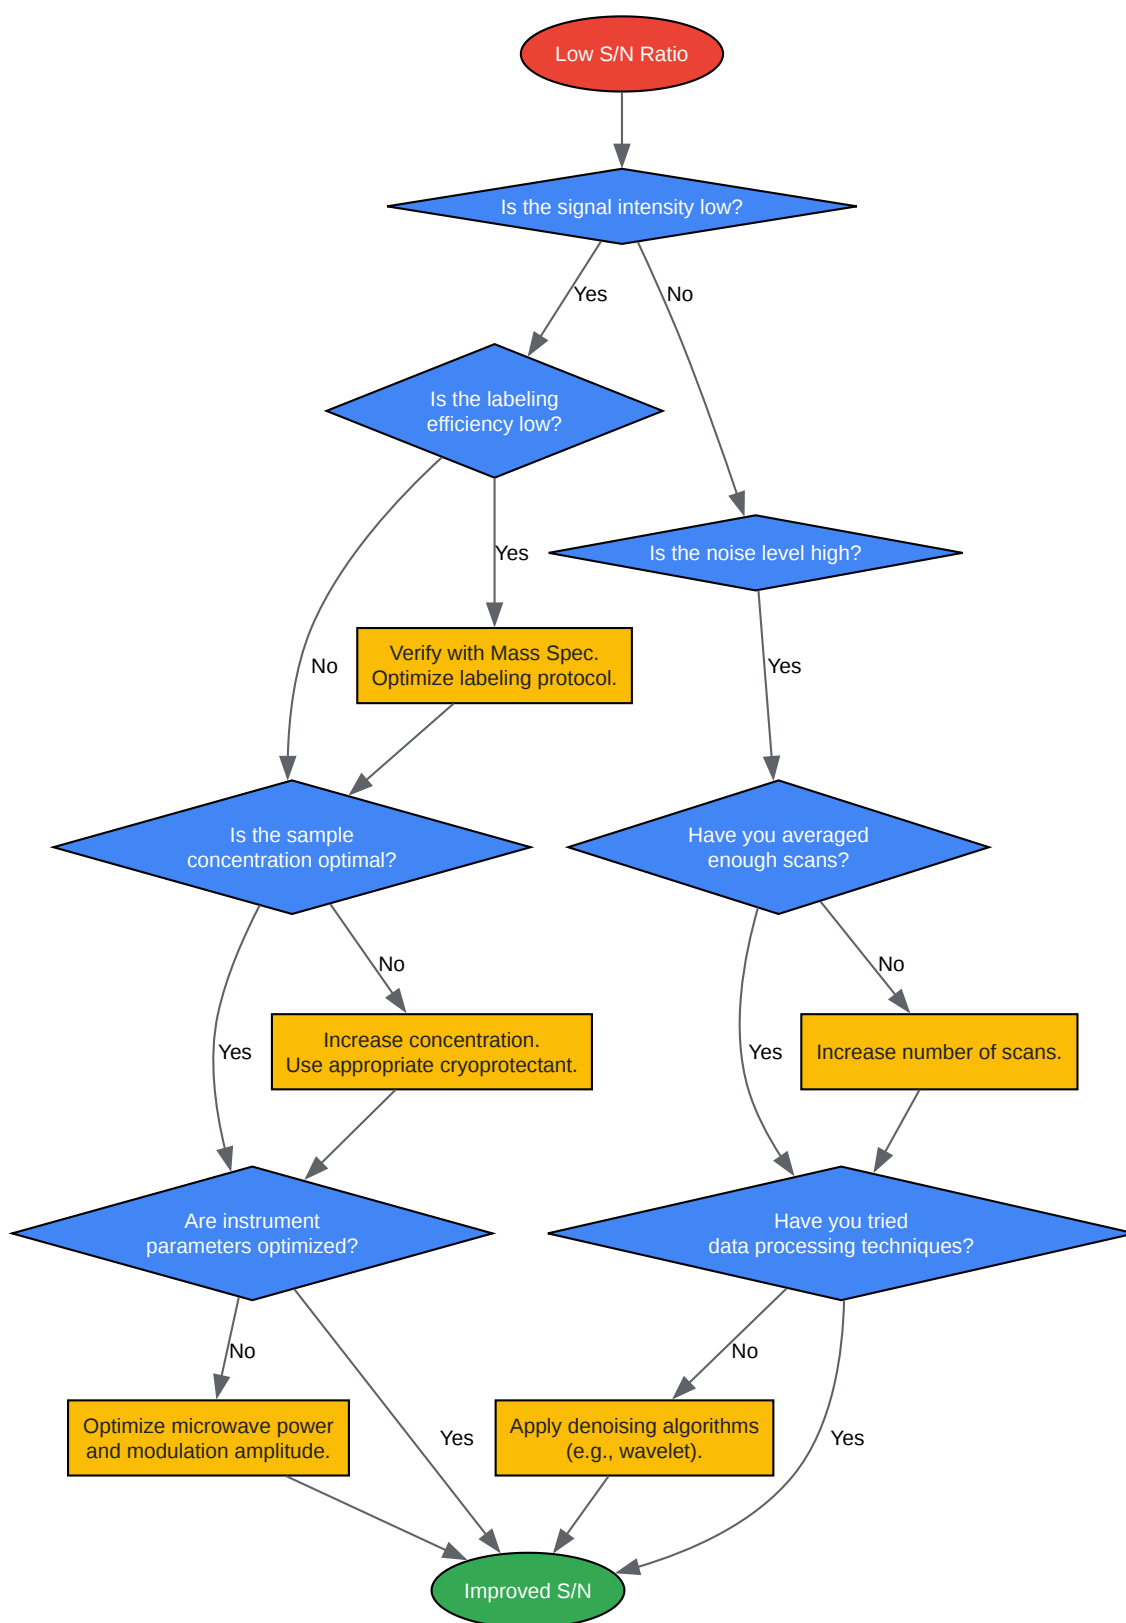 Low S/N Ratio
Is the signal intensity low?
Yes
No
Is the labeling
efficiency low?
Yes
Is the noise level high?
No
Verify with Mass Spec.
Optimize labeling protocol.
Yes
Is the sample
concentration optimal?
Have you averaged
enough scans?
No
No
Yes
Increase concentration.
Use appropriate cryoprotectant.
Yes
Increase number of scans.
Are instrument
parameters optimized?
Have you tried
data processing techniques?
No
No
Optimize microwave power
and modulation amplitude.
Yes
Apply denoising algorithms
(e.g., wavelet).
Yes
Improved S/N